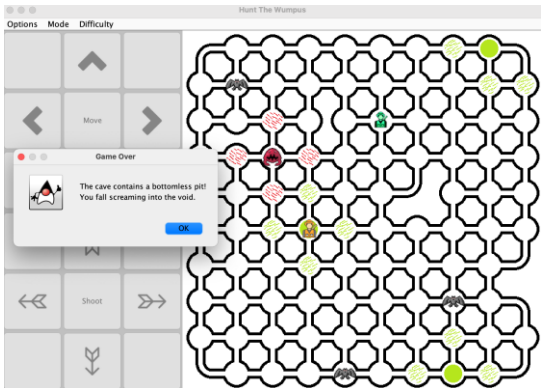 Hunt The Wumpus
Options Mode Difficulty
Move
Game Over
The cave contains a bottomless pit!
You fall screaming into the void.
OK
Shoot